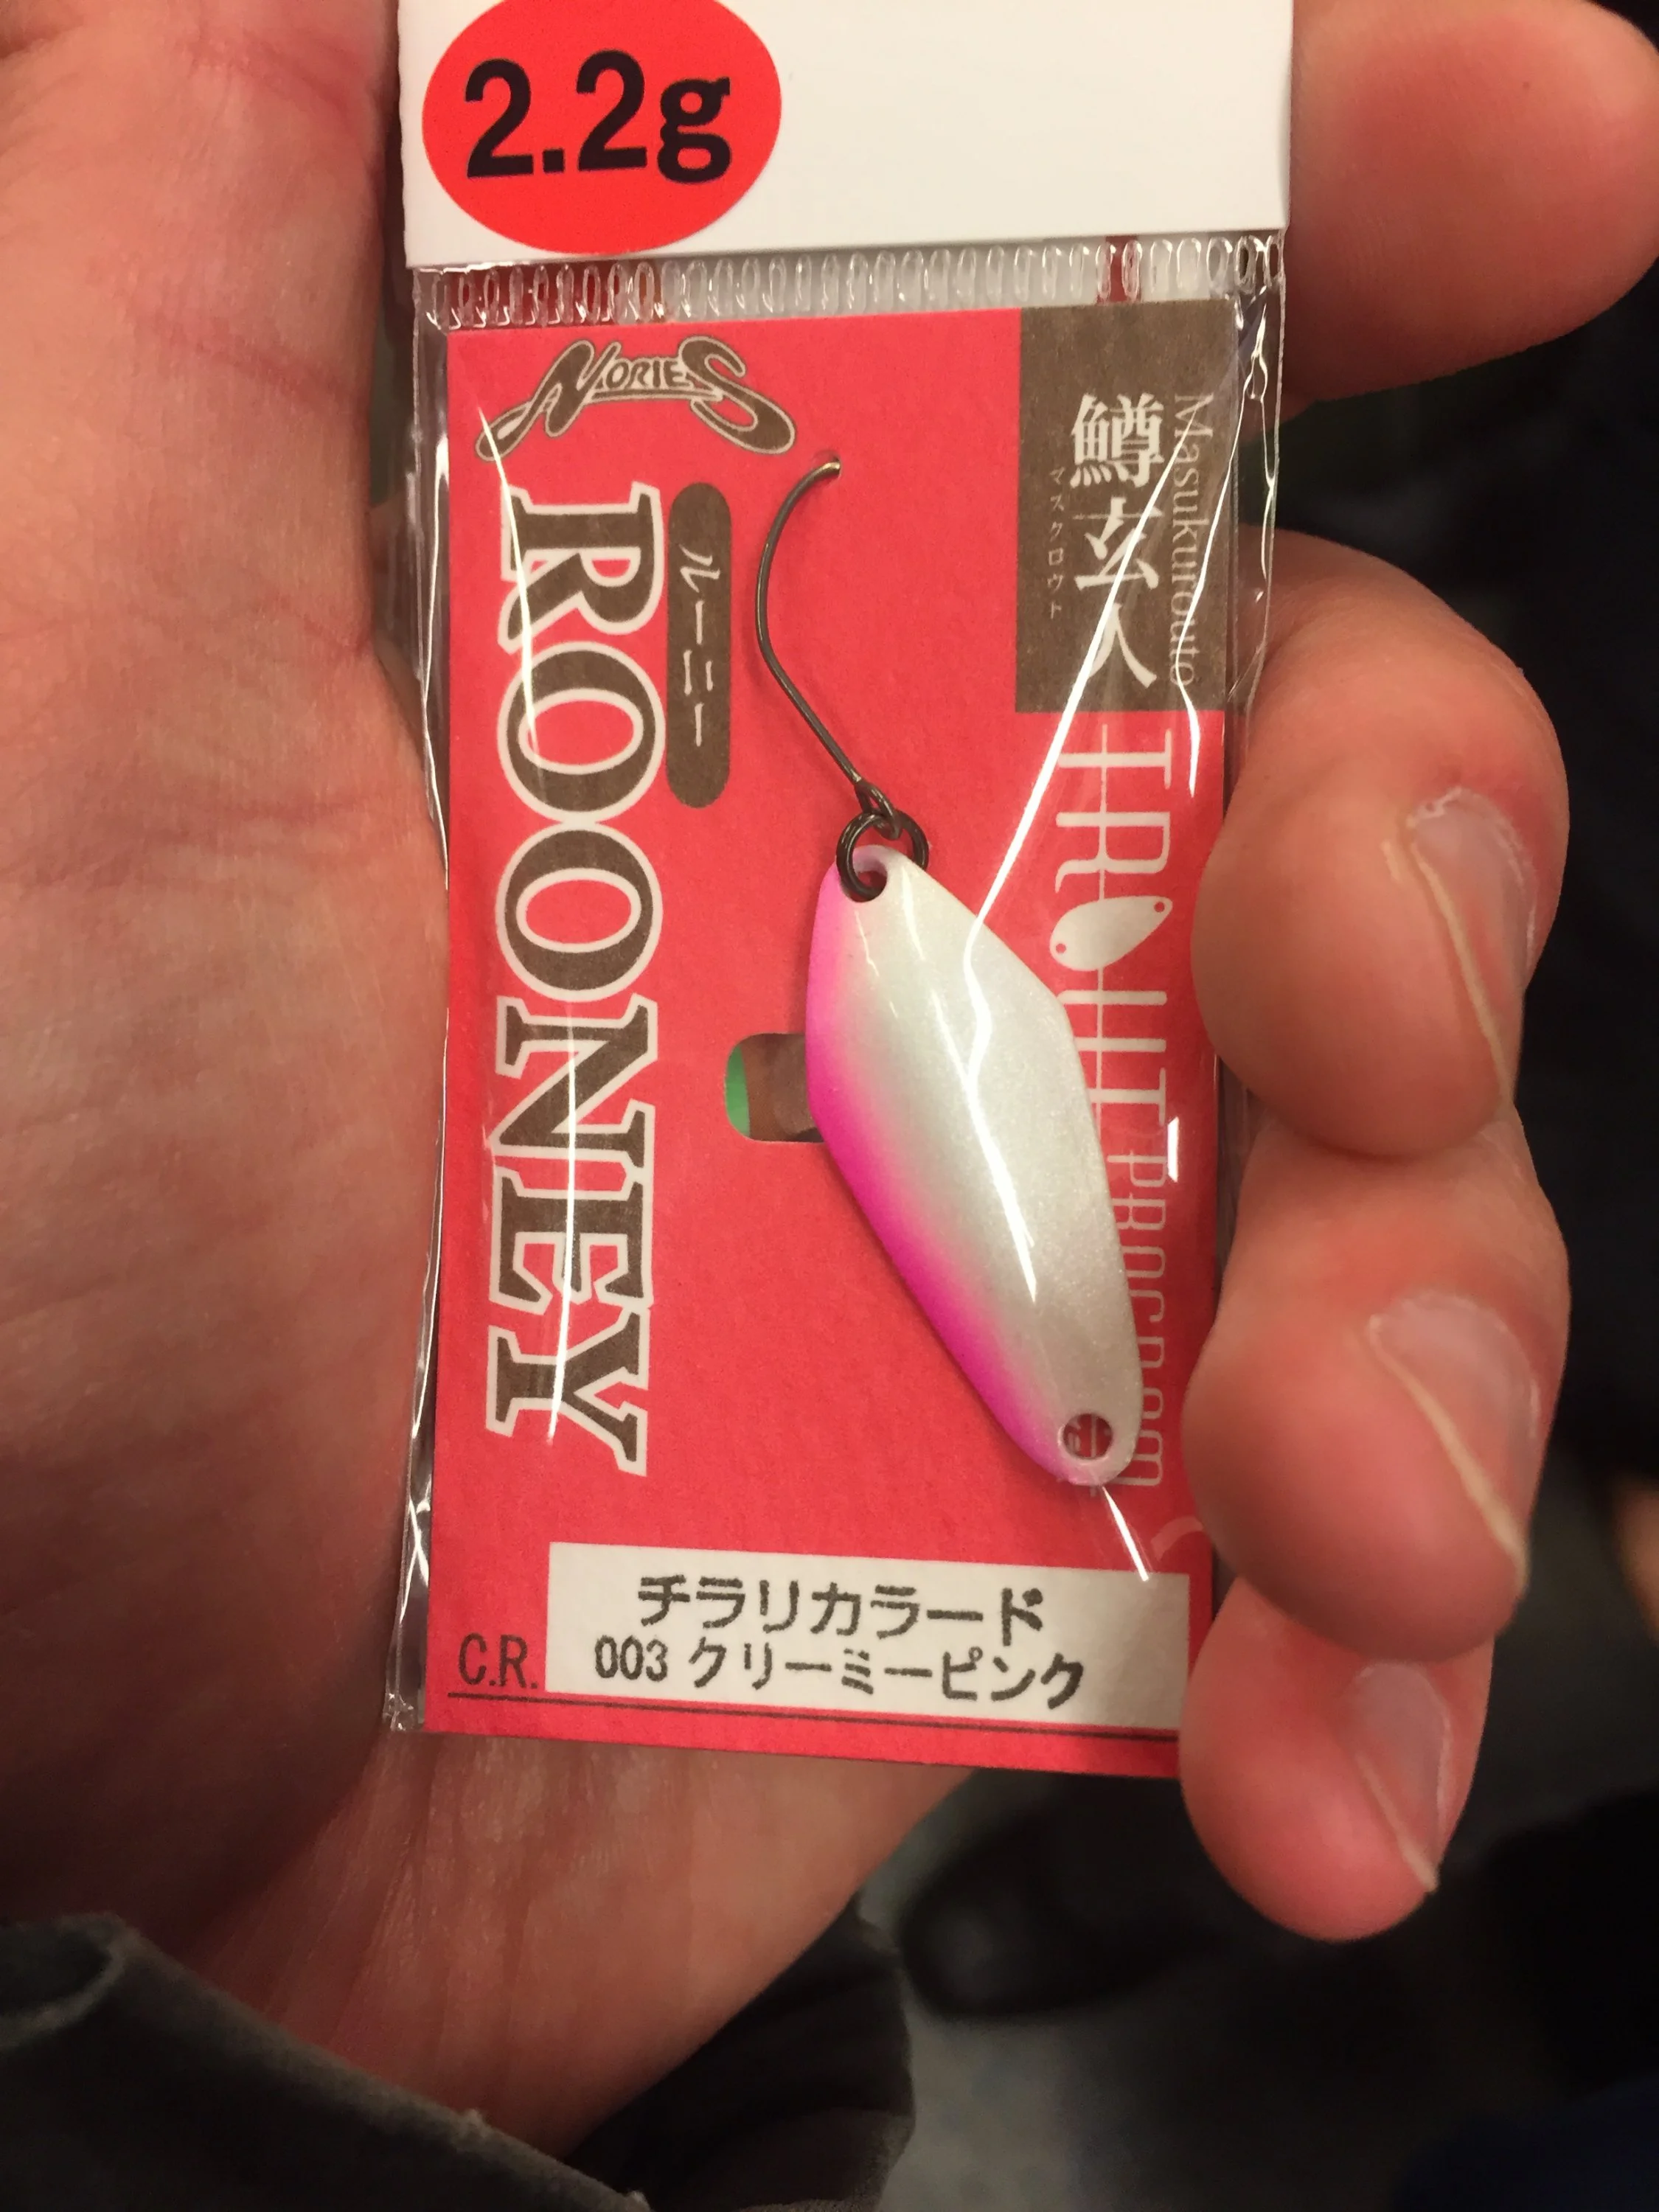 2.2g
NORIES
ROONEY
ルーニー
鱒玄人
マスクロウト
Masukurouto
TROUT PROGRAM
チラリカラード
C.R. 003 クリーミーピンク